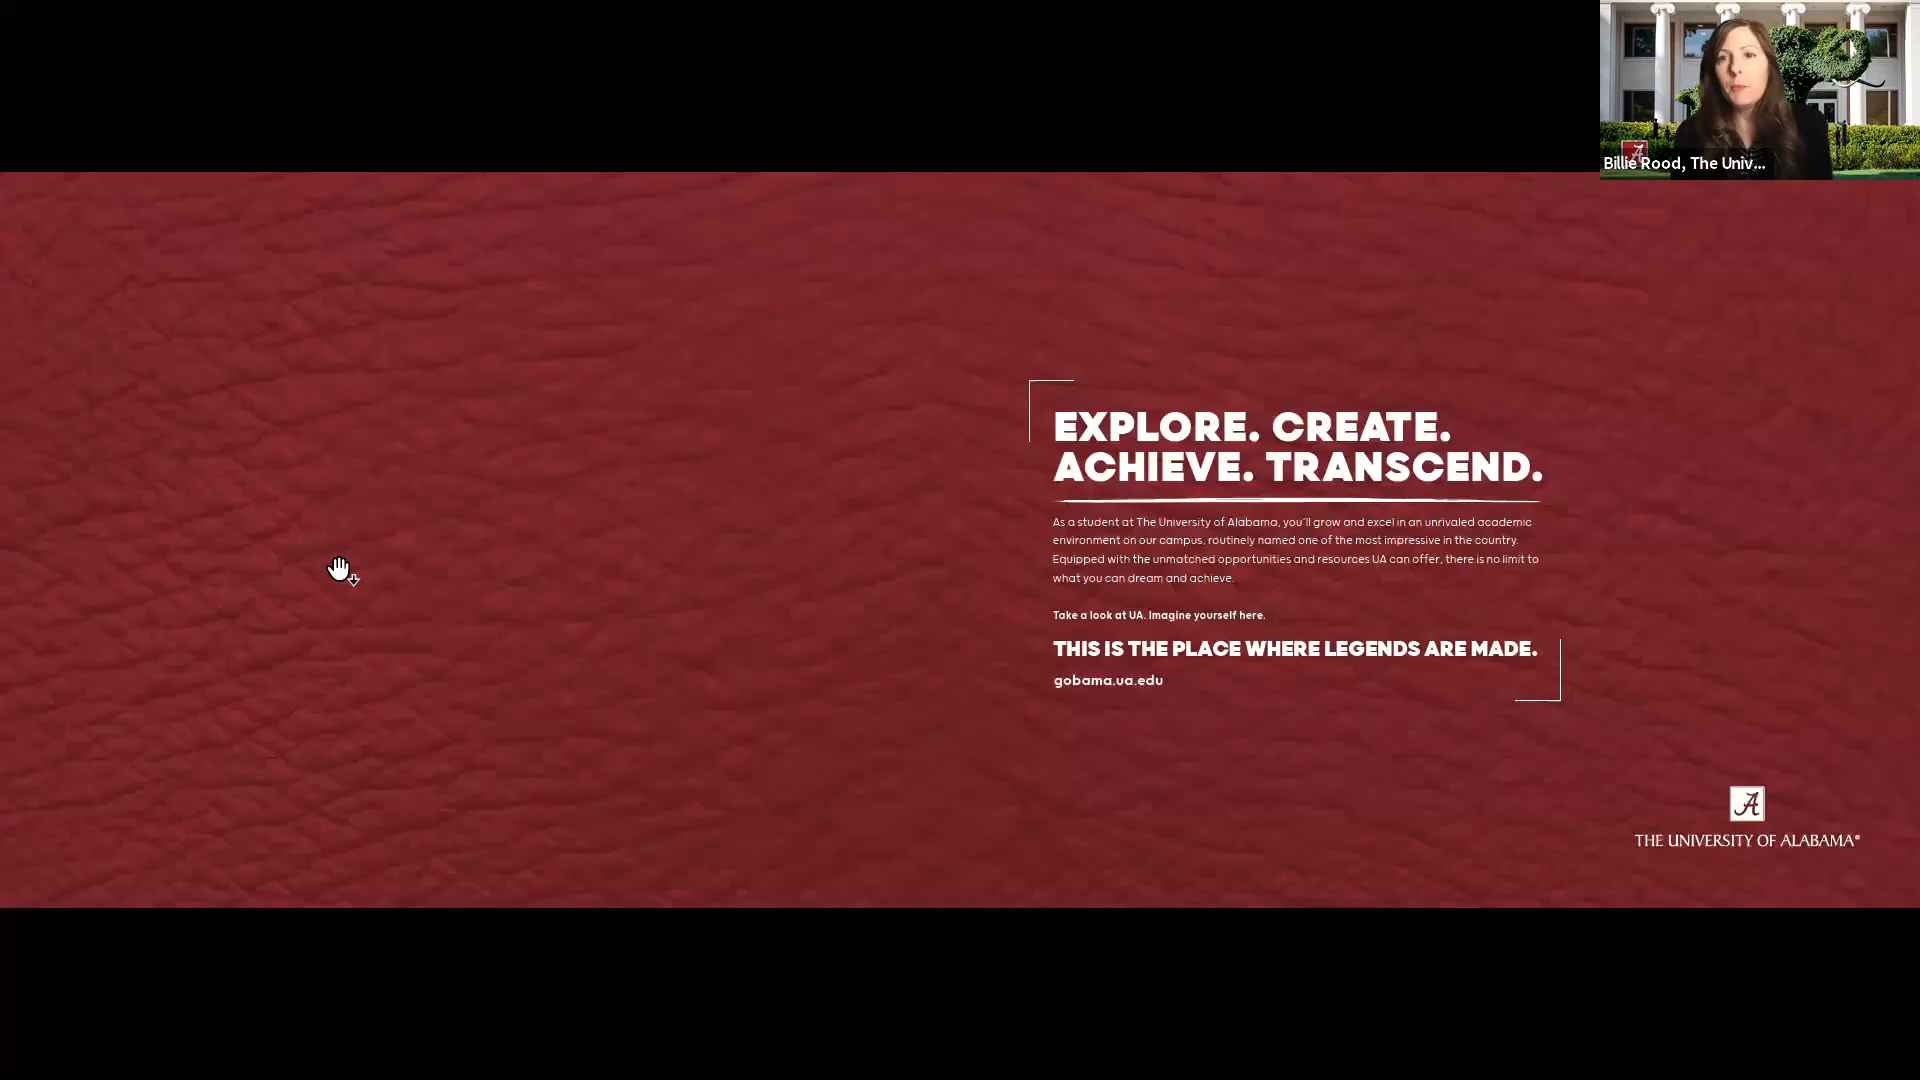 Billie Rood, The Univ...
EXPLORE. CREATE.
ACHIEVE. TRANSCEND.
As a student at The University of Alabama, you'll grow and excel in an unrivaled academic
environment on our campus, routinely named one of the most impressive in the country.
Equipped with the unmatched opportunities and resources UA can offer, there is no limit to
what you can dream and achieve.
Take a look at UA. Imagine yourself here.
THIS IS THE PLACE WHERE LEGENDS ARE MADE.
gobama.ua.edu
A
THE UNIVERSITY OF ALABAMA®